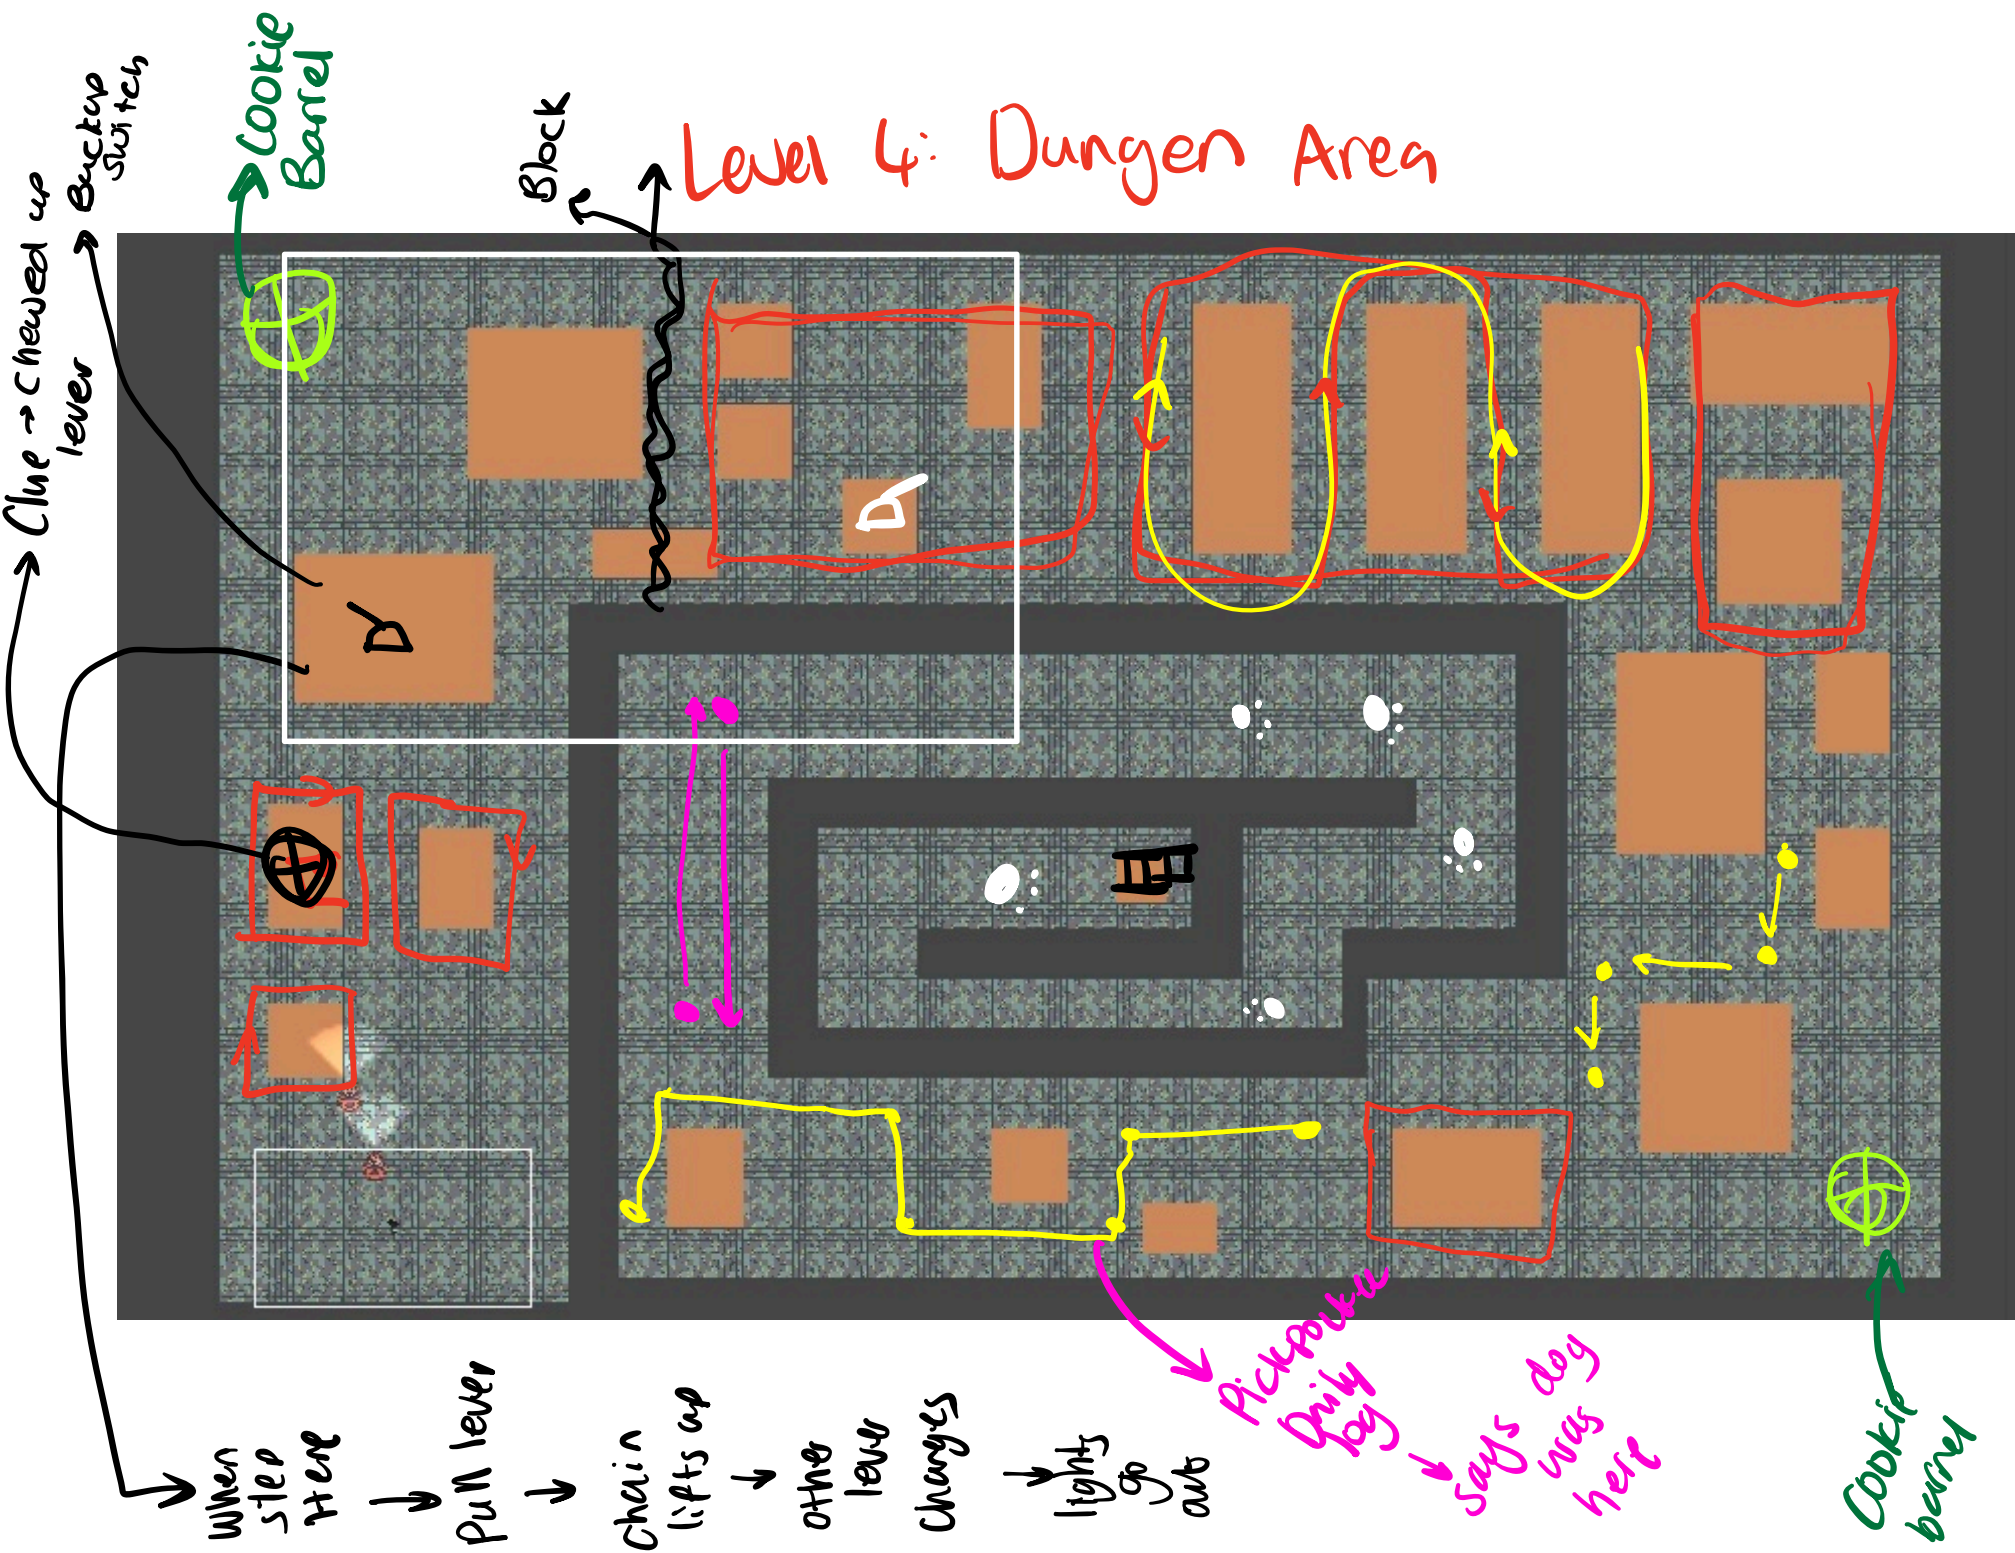 Level 4: Dungen Area
Cookie
Barrel
Backup
switch
Clue → chewed up
lever
Block
When
step
Here
→ Pull lever
→ Chain
lifts up
→ other
lever
changes
→ lights
go
out
Pickpocket
Daily
log
→ says dog
was
here
Cookie
barrel